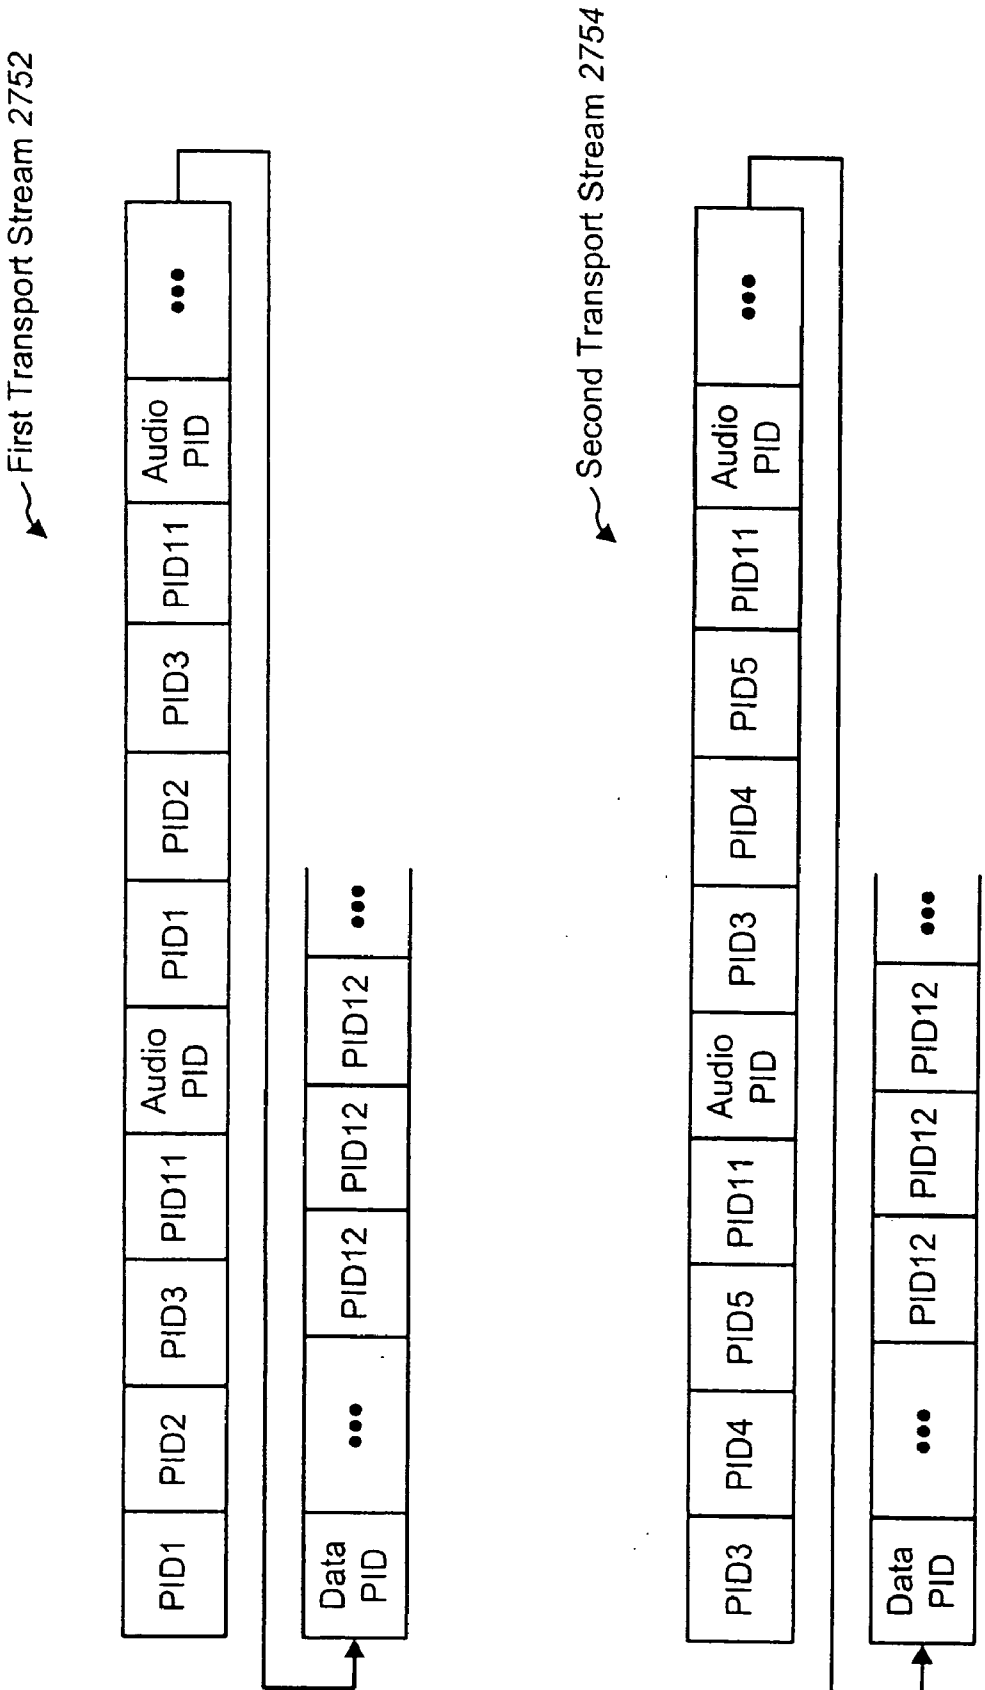 First Transport Stream 2752
PID1
PID2
PID3
PID11
Audio
PID
PID1
PID2
PID3
PID11
Audio
PID
•••
Data
PID
•••
PID12
PID12
PID12
•••
Second Transport Stream 2754
PID3
PID4
PID5
PID11
Audio
PID
PID3
PID4
PID5
PID11
Audio
PID
•••
Data
PID
•••
PID12
PID12
PID12
•••